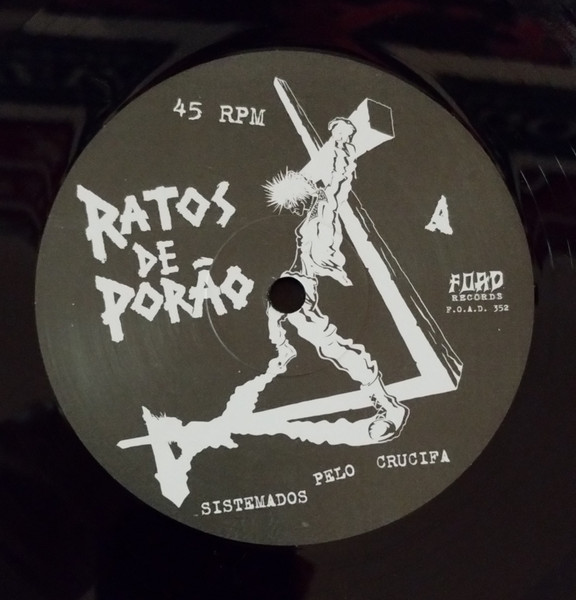 45 RPM
RATOS
DE
PORÃO
A
FOAD
RECORDS
F.O.A.D. 352
SISTEMADOS PELO CRUCIFA